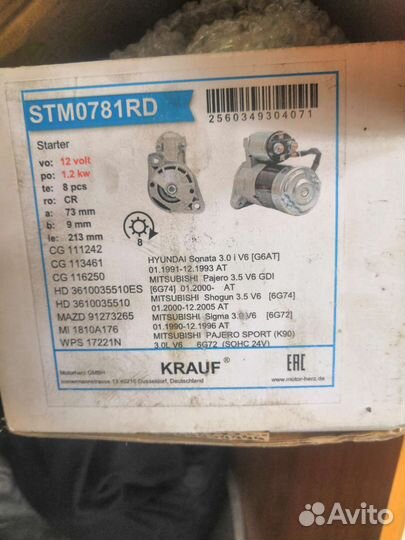 STM0781RD
2560349304071
Starter
vo: 12 volt
po: 1.2 kw
te: 8 pcs
ro: CR
a: 73 mm
b: 9 mm
le: 213 mm
8
CG 111242
CG 113461
CG 116250
HD 3610035510ES
HD 3610035510
MAZD 91273265
MI 1810A176
WPS 17221N
HYUNDAI Sonata 3.0 i V6 [G6AT]
01.1991-12.1993 AT
MITSUBISHI Pajero 3.5 V6 GDI
[6G74] 01.2000- AT
MITSUBISHI Shogun 3.5 V6 [6G74]
01.2000-12.2005 AT
MITSUBISHI Sigma 3.0 V6 [6G72]
01.1990-12.1996 AT
MITSUBISHI PAJERO SPORT (K90)
3.0L V6 6G72 (SOHC 24V)
Motorherz GMBH
Immermannstrasse 13 40210 Dusseldorf, Deutschland
KRAUF ®
EAC
www.motor-herz.de
Avito